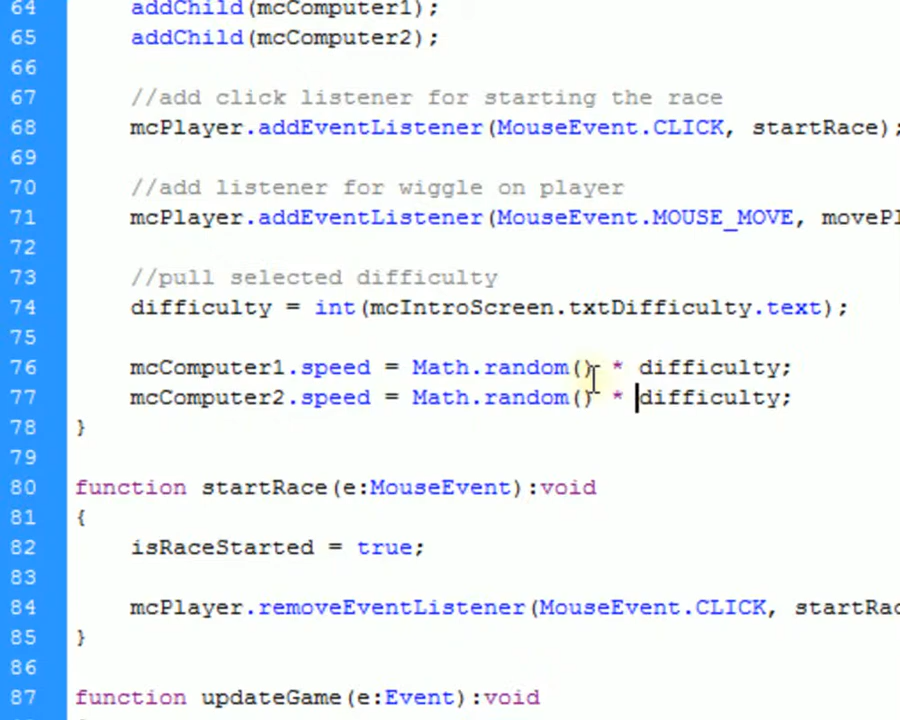 64 addChild(mcComputer1);
65 addChild(mcComputer2);
66
67 //add click listener for starting the race
68 mcPlayer.addEventListener(MouseEvent.CLICK, startRace);
69
70 //add listener for wiggle on player
71 mcPlayer.addEventListener(MouseEvent.MOUSE_MOVE, movePl
72
73 //pull selected difficulty
74 difficulty = int(mcIntroScreen.txtDifficulty.text);
75
76 mcComputer1.speed = Math.random() * difficulty;
77 mcComputer2.speed = Math.random() * difficulty;
78 }
79
80 function startRace(e:MouseEvent):void
81 {
82 isRaceStarted = true;
83
84 mcPlayer.removeEventListener(MouseEvent.CLICK, startRac
85 }
86
87 function updateGame(e:Event):void